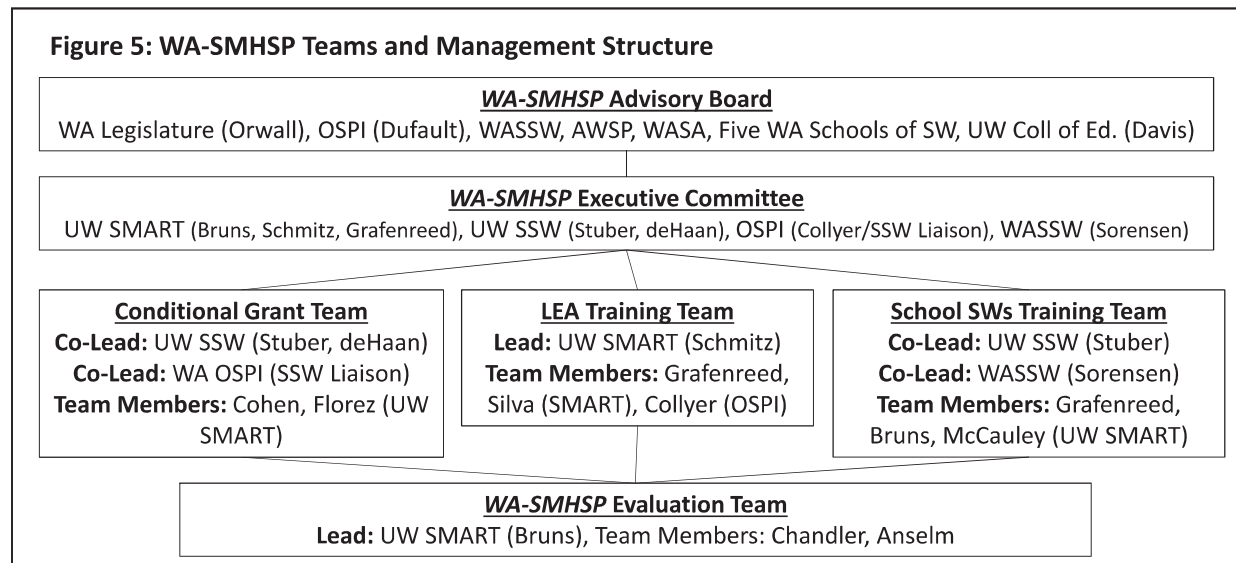 Figure 5: WA-SMHSP Teams and Management Structure
WA-SMHSP Advisory Board
WA Legislature (Orwall), OSPI (Dufault), WASSW, AWSP, WASA, Five WA Schools of SW, UW Coll of Ed. (Davis)
WA-SMHSP Executive Committee
UW SMART (Bruns, Schmitz, Grafenreed), UW SSW (Stuber, deHaan), OSPI (Collyer/SSW Liaison), WASSW (Sorensen)
Conditional Grant Team
Co-Lead: UW SSW (Stuber, deHaan)
Co-Lead: WA OSPI (SSW Liaison)
Team Members: Cohen, Florez (UW
SMART)
LEA Training Team
Lead: UW SMART (Schmitz)
Team Members: Grafenreed,
Silva (SMART), Collyer (OSPI)
School SWs Training Team
Co-Lead: UW SSW (Stuber)
Co-Lead: WASSW (Sorensen)
Team Members: Grafenreed,
Bruns, McCauley (UW SMART)
WA-SMHSP Evaluation Team
Lead: UW SMART (Bruns), Team Members: Chandler, Anselm